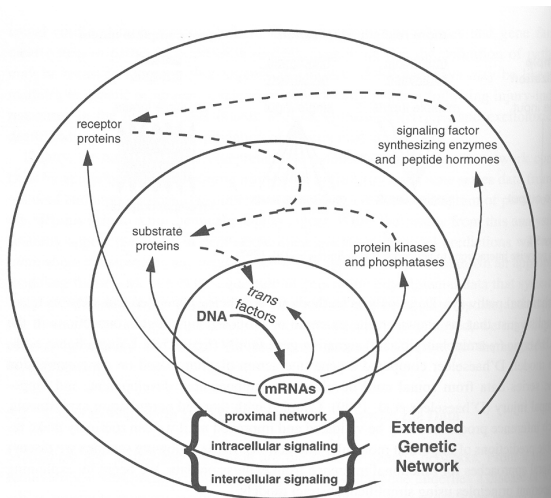 receptor
proteins
signaling factor
synthesizing enzymes
and peptide hormones
substrate
proteins
protein kinases
and phosphatases
trans
factors
DNA
mRNAs
proximal network
intracellular signaling
intercellular signaling
Extended
Genetic
Network